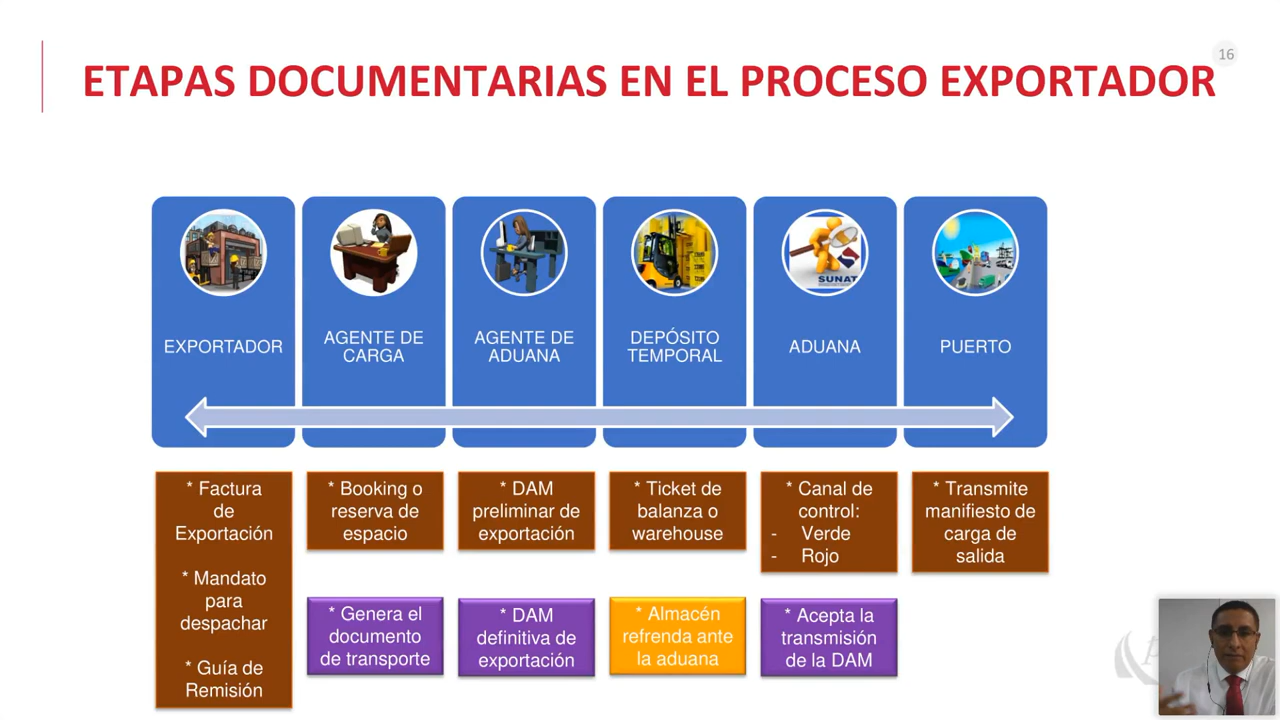 16
ETAPAS DOCUMENTARIAS EN EL PROCESO EXPORTADOR
EXPORTADOR
AGENTE DE
CARGA
AGENTE DE
ADUANA
DEPÓSITO
TEMPORAL
SUNAT
ADUANA
PUERTO
* Factura
de
Exportación
* Mandato
para
despachar
* Guía de
Remisión
* Booking o
reserva de
espacio
* Genera el
documento
de transporte
* DAM
preliminar de
exportación
* DAM
definitiva de
exportación
* Ticket de
balanza o
warehouse
* Almacén
refrenda ante
la aduana
* Canal de
control:
- Verde
- Rojo
* Acepta la
transmisión
de la DAM
* Transmite
manifiesto de
carga de
salida